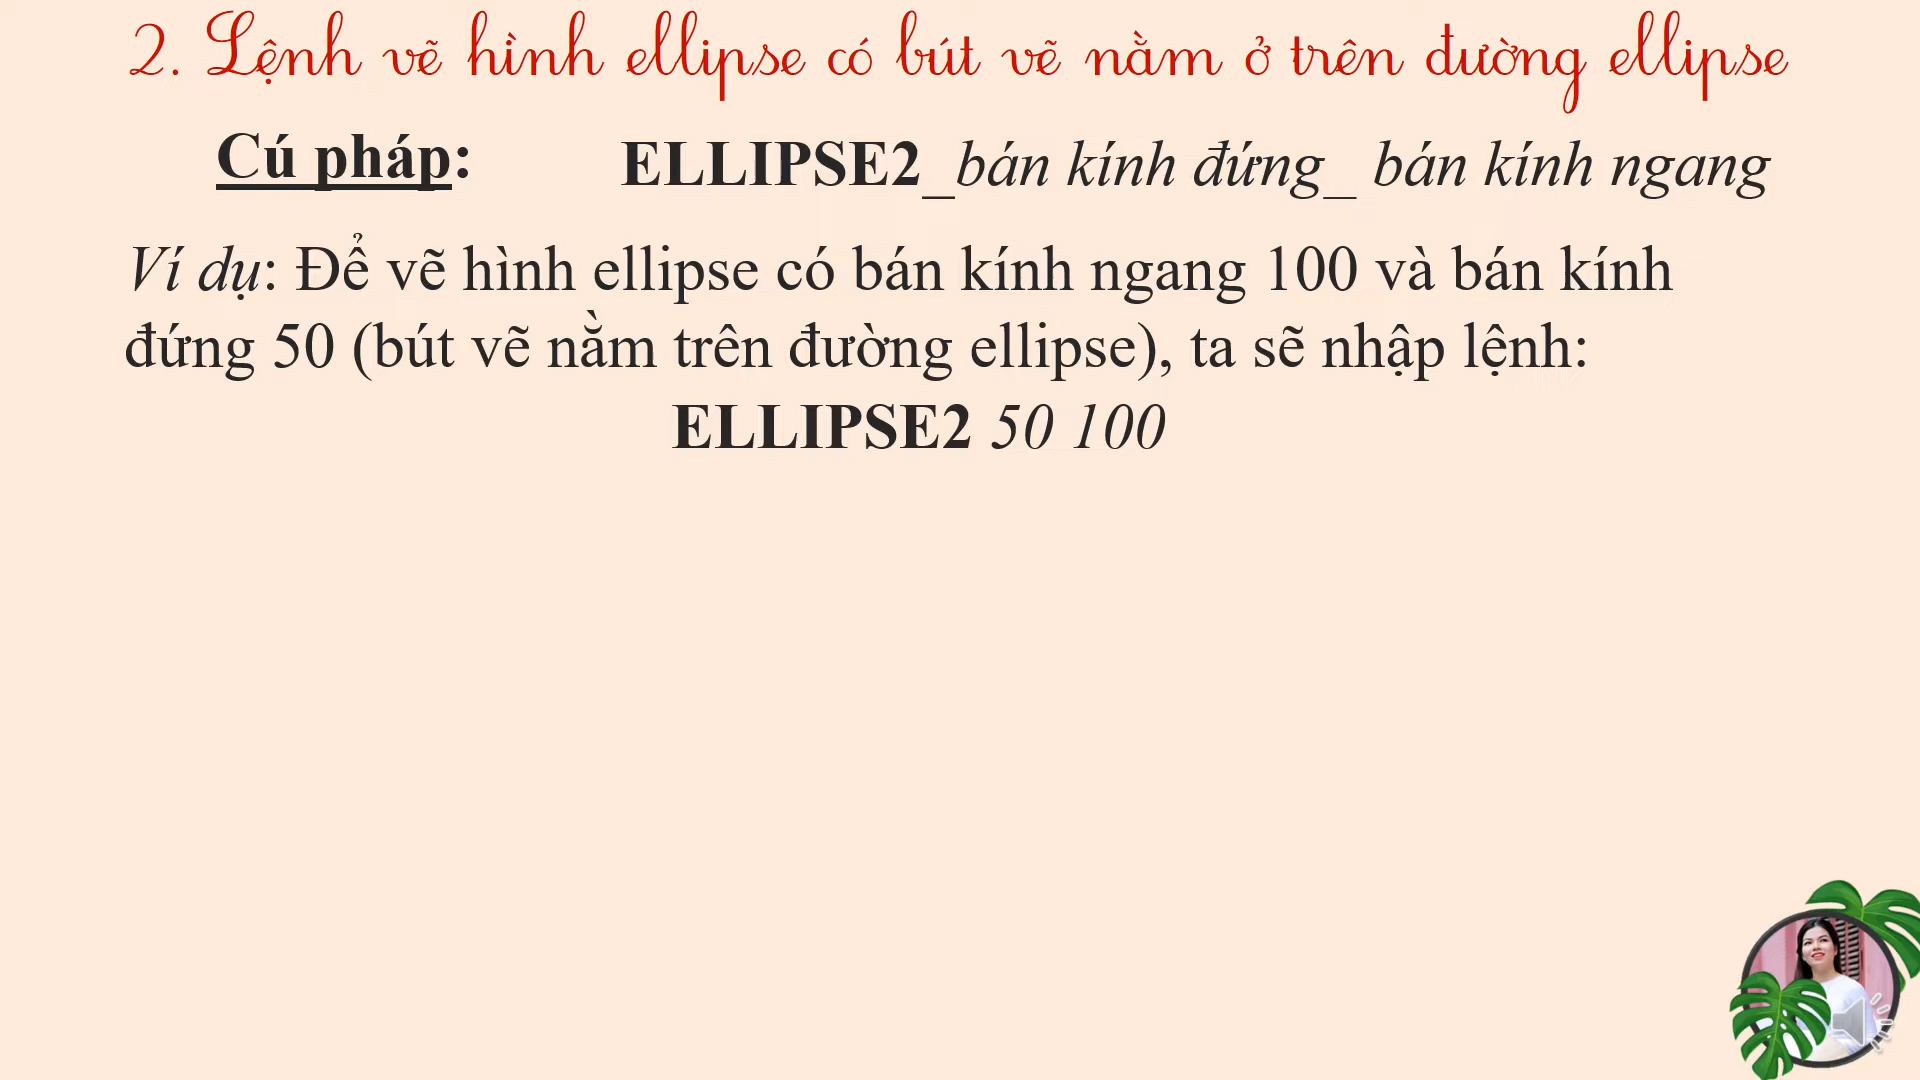 2. Lệnh vẽ hình ellipse có bút vẽ nằm ở trên đường ellipse
Cú pháp: ELLIPSE2_bán kính đứng_ bán kính ngang
Ví dụ: Để vẽ hình ellipse có bán kính ngang 100 và bán kính
đứng 50 (bút vẽ nằm trên đường ellipse), ta sẽ nhập lệnh:
ELLIPSE2 50 100